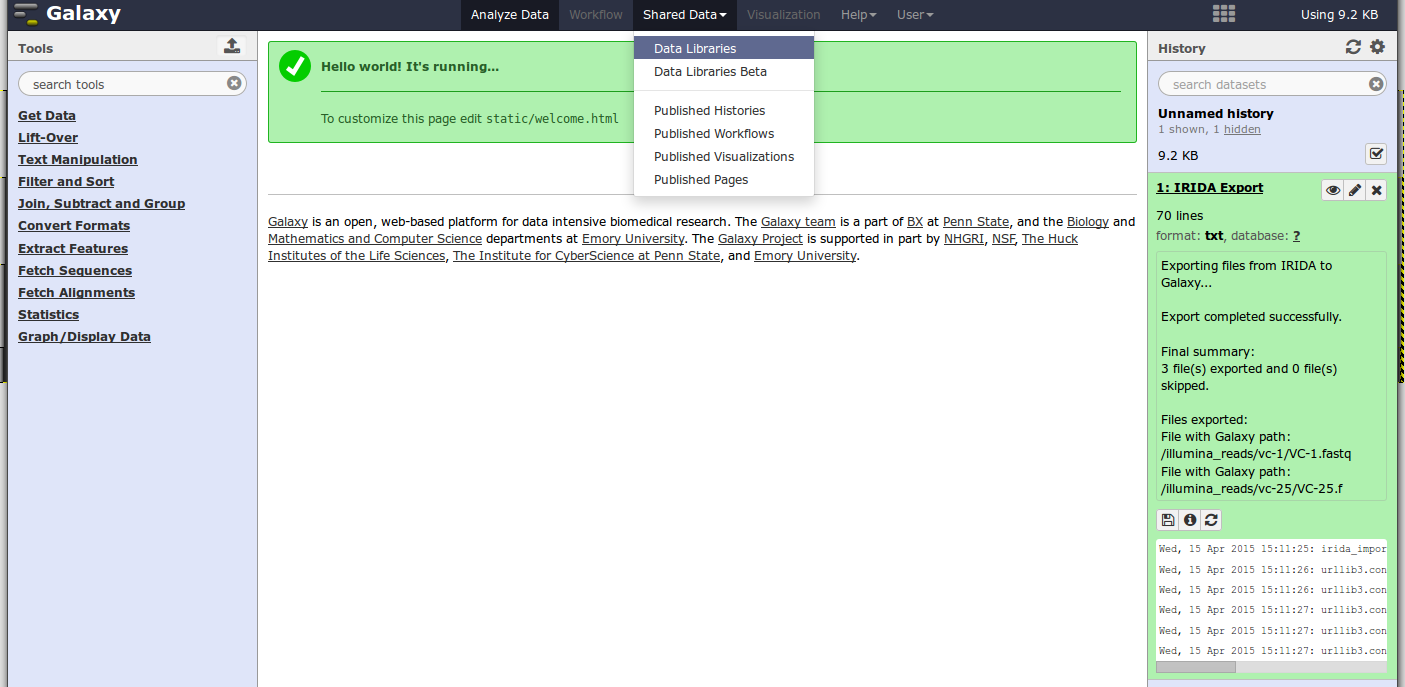 Galaxy
Analyze Data Workflow Shared Data Visualization Help User Using 9.2 KB
Tools
search tools
Get Data
Lift-Over
Text Manipulation
Filter and Sort
Join, Subtract and Group
Convert Formats
Extract Features
Fetch Sequences
Fetch Alignments
Statistics
Graph/Display Data
Data Libraries
Data Libraries Beta
Published Histories
Published Workflows
Published Visualizations
Published Pages
Hello world! It's running...
To customize this page edit static/welcome.html
Galaxy is an open, web-based platform for data intensive biomedical research. The Galaxy team is a part of BX at Penn State, and the Biology and
Mathematics and Computer Science departments at Emory University. The Galaxy Project is supported in part by NHGRI, NSF, The Huck
Institutes of the Life Sciences, The Institute for CyberScience at Penn State, and Emory University.
History
search datasets
Unnamed history
1 shown, 1 hidden
9.2 KB
1: IRIDA Export
70 lines
format: txt, database: ?
Exporting files from IRIDA to
Galaxy...
Export completed successfully.
Final summary:
3 file(s) exported and 0 file(s)
skipped.
Files exported:
File with Galaxy path:
/illumina_reads/vc-1/VC-1.fastq
File with Galaxy path:
/illumina_reads/vc-25/VC-25.f
Wed, 15 Apr 2015 15:11:25: irida_impor
Wed, 15 Apr 2015 15:11:26: urllib3.con
Wed, 15 Apr 2015 15:11:26: urllib3.con
Wed, 15 Apr 2015 15:11:27: urllib3.con
Wed, 15 Apr 2015 15:11:27: urllib3.con
Wed, 15 Apr 2015 15:11:27: urllib3.con